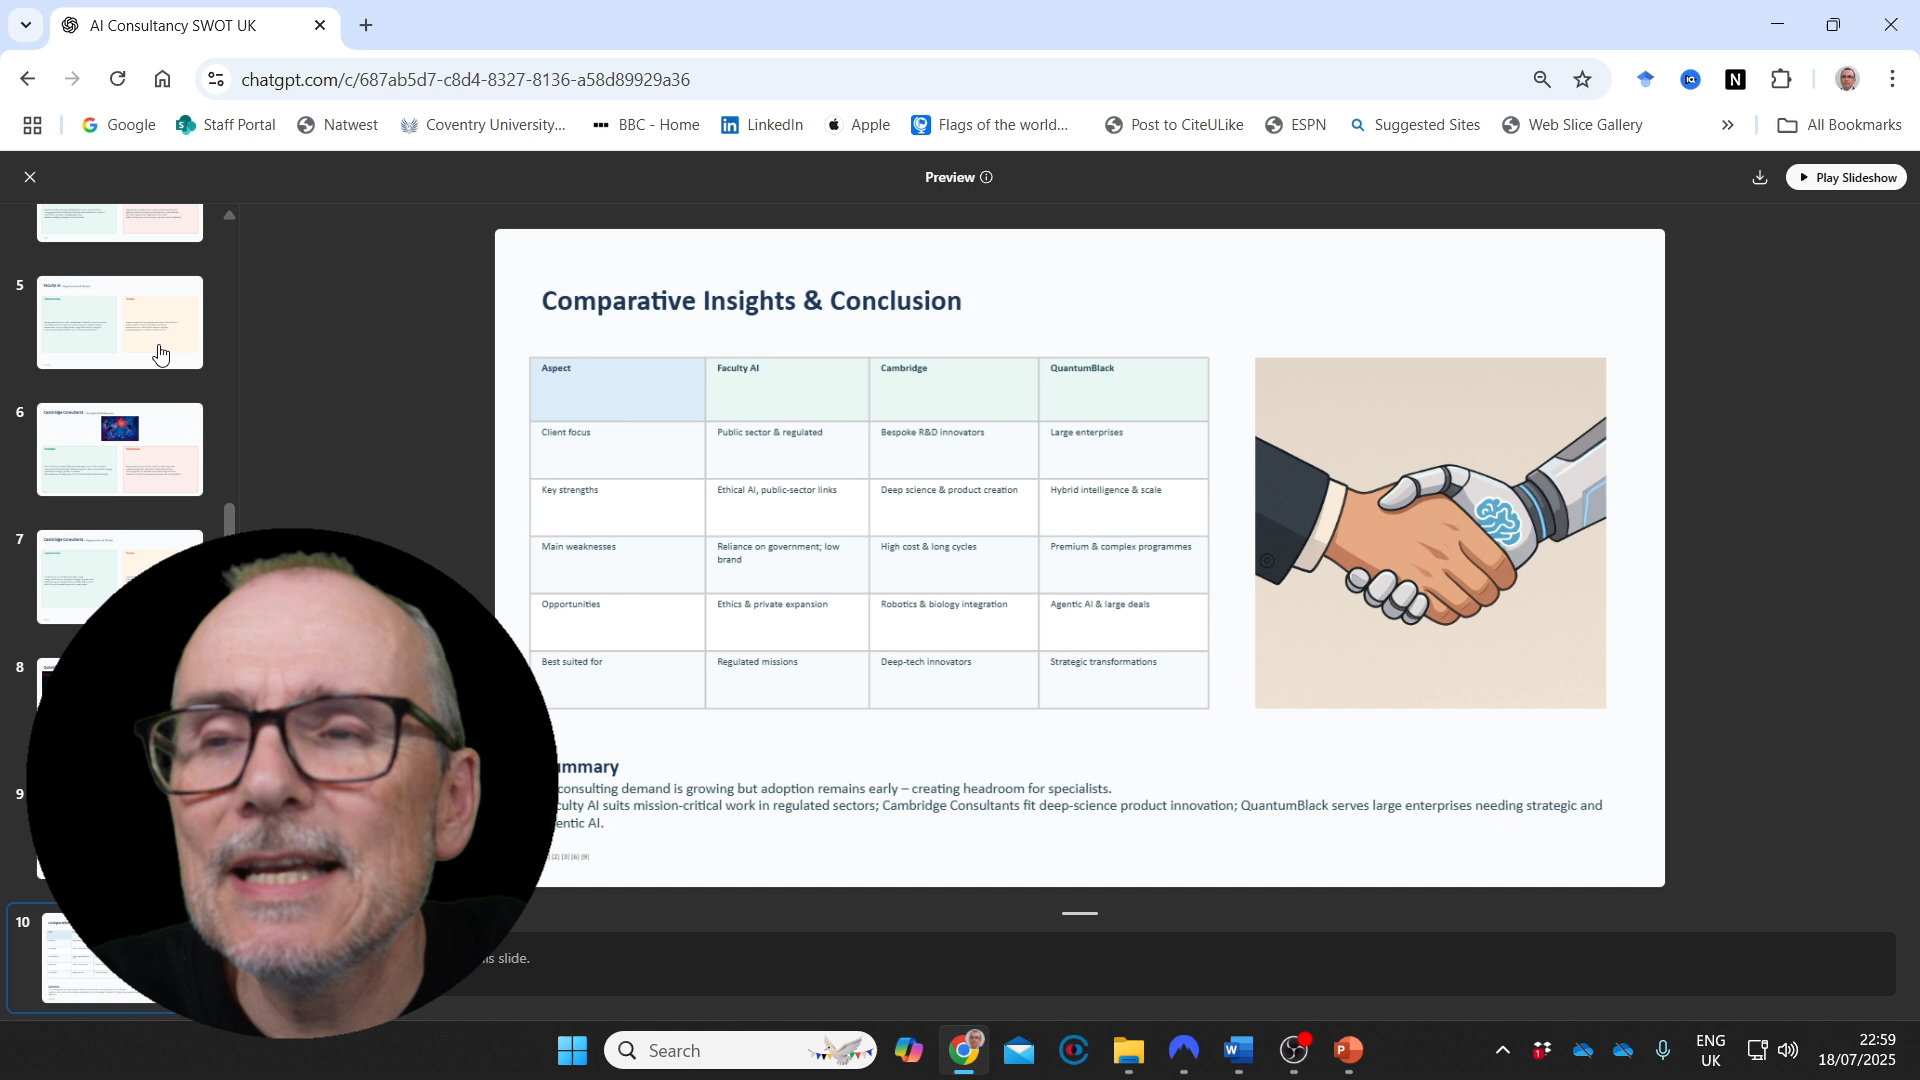 AI Consultancy SWOT UK
chatgpt.com/c/687ab5d7-c8d4-8327-8136-a58d89929a36
Google Staff Portal Natwest Coventry University... BBC - Home LinkedIn Apple Flags of the world... Post to CiteULike ESPN Suggested Sites Web Slice Gallery All Bookmarks
Preview
Play Slideshow
5
6
7
8
9
10
Comparative Insights & Conclusion
Aspect Faculty AI Cambridge QuantumBlack
Client focus Public sector & regulated Bespoke R&D innovators Large enterprises
Key strengths Ethical AI, public-sector links Deep science & product creation Hybrid intelligence & scale
Main weaknesses Reliance on government; low brand High cost & long cycles Premium & complex programmes
Opportunities Ethics & private expansion Robotics & biology integration Agentic AI & large deals
Best suited for Regulated missions Deep-tech innovators Strategic transformations
mmary
consulting demand is growing but adoption remains early – creating headroom for specialists.
culty AI suits mission-critical work in regulated sectors; Cambridge Consultants fit deep-science product innovation; QuantumBlack serves large enterprises needing strategic and
entic AI.
[2] [3] [6] [9]
is slide.
Search
ENG
UK
22:59
18/07/2025